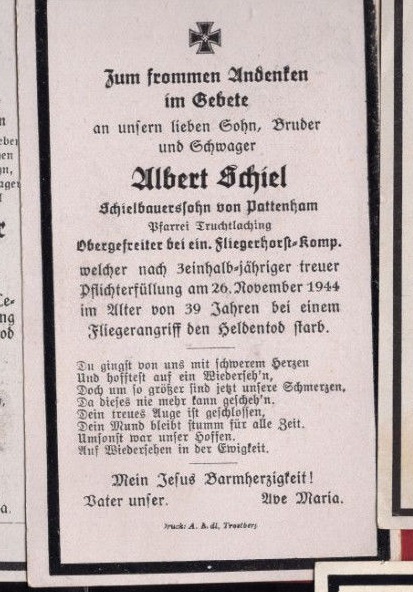 Zum frommen Andenken
im Gebete
an unsern lieben Sohn, Bruder
und Schwager
Albert Schiel
Schielbauerssohn von Pattenham
Pfarrei Truchtlaching
Obergefreiter bei ein. Fliegerhorst-Komp.
welcher nach 3einhalb-jähriger treuer
Pflichterfüllung am 26. November 1944
im Alter von 39 Jahren bei einem
Fliegerangriff den Heldentod starb.
Du gingst von uns mit schwerem Herzen
Und hofftest auf ein Wiederseh'n,
Doch um so größer sind jetzt unsere Schmerzen,
Da dieses nie mehr kann gescheh'n.
Dein treues Auge ist geschlossen,
Dein Mund bleibt stumm für alle Zeit.
Umsonst war unser Hoffen.
Auf Wiedersehen in der Ewigkeit.
Mein Jesus Barmherzigkeit!
Vater unser. Ave Maria.
Druck: A. dl, Trostberg